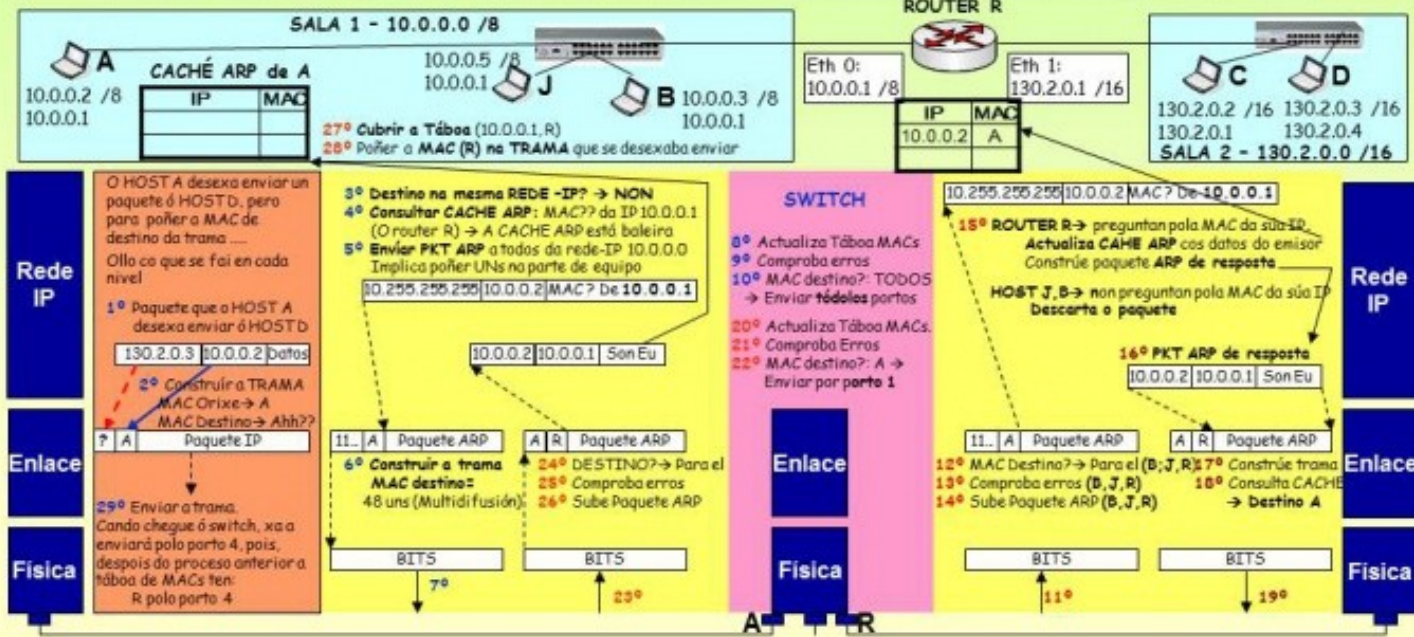 ROUTER R
SALA 1 - 10.0.0.0 /8
A
10.0.0.2 /8
10.0.0.1
CACHÉ ARP de A
IP MAC
10.0.0.5 /8
10.0.0.1
J
B
10.0.0.3 /8
10.0.0.1
27º Cubrir a Táboa (10.0.0.1, R)
28º Poñer a MAC (R) na TRAMA que se desexaba enviar
Eth 0:
10.0.0.1 /8
Eth 1:
130.2.0.1 /16
IP MAC
10.0.0.2 A
C
D
130.2.0.2 /16
130.2.0.1
130.2.0.3 /16
130.2.0.4
SALA 2 - 130.2.0.0 /16
Rede
IP
Enlace
Física
O HOST A desexa enviar un
paquete ó HOST D, pero
para poñer a MAC de
destino da trama ....
Ollo co que se fai en cada
nivel
1º Paquete que o HOST A
desexa enviar ó HOST D
130.2.0.3 10.0.0.2 Datos
2º Construír a TRAMA
MAC Orixe→ A
MAC Destino→ Ahh??
? A Paquete IP
29º Enviar a trama.
Cando chegue ó switch, xa a
enviará polo porto 4, pois,
despois do proceso anterior a
táboa de MACs ten:
R polo porto 4
3º Destino na mesma REDE -IP? → NON
4º Consultar CACHE ARP: MAC?? da IP 10.0.0.1
(O router R) → A CACHE ARP está baleira
5º Envíar PKT ARP a todos da rede-IP 10.0.0.0
Implica poñer UNs na parte de equipo
10.255.255.255 10.0.0.2 MAC? De 10.0.0.1
10.0.0.2 10.0.0.1 Son Eu
11.. A Paquete ARP
6º Construir a trama
MAC destino=
48 uns (Multidifusión)
BITS
7º
A R Paquete ARP
24º DESTINO?→ Para el
25º Comproba erros
26º Sube Paquete ARP
BITS
23º
SWITCH
8º Actualiza Táboa MACs
9º Comproba erros
10º MAC destino?: TODOS
→ Enviar tódolos portos
20º Actualiza Táboa MACs.
21º Comproba Erros
22º MAC destino?: A →
Enviar por porto 1
Enlace
Física
A
R
10.255.255.255 10.0.0.2 MAC? De 10.0.0.1
15º ROUTER R→ preguntan pola MAC da súa IP
Actualiza CAHE ARP cos datos do emisor
Constrúe paquete ARP de resposta
HOST J,B→ non preguntan pola MAC da súa IP
Descarta o paquete
16º PKT ARP de resposta
10.0.0.2 10.0.0.1 Son Eu
11.. A Paquete ARP
12º MAC Destino?→ Para el (B;J,R)
13º Comproba erros (B,J,R)
14º Sube Paquete ARP (B,J,R)
BITS
11º
A R Paquete ARP
17º Constrúe trama
18º Consulta CACHE
→ Destino A
BITS
19º
Rede
IP
Enlace
Física